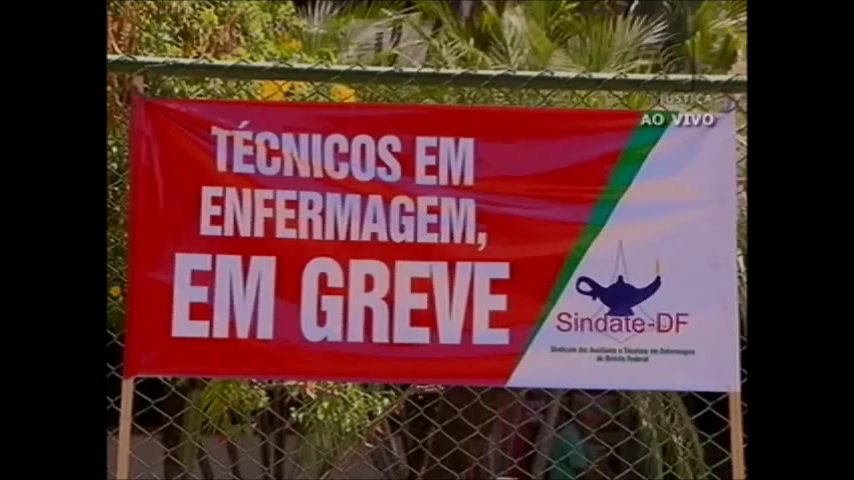 JUSTIÇA
AO VIVO
TÉCNICOS EM
ENFERMAGEM,
EM GREVE
Sindate-DF
Sindicato dos Auxiliares e Técnicos em Enfermagem
do Distrito Federal